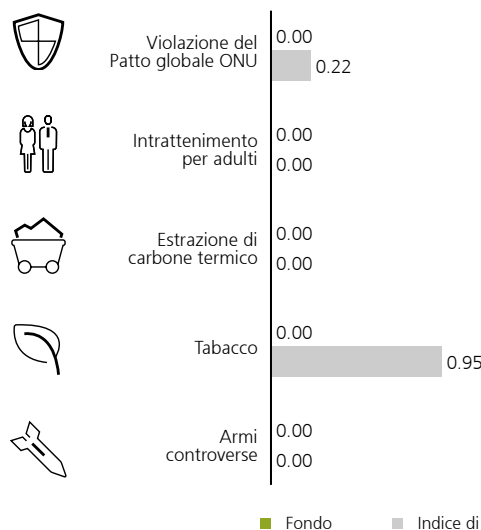 Violazione del
Patto globale ONU
0.00
0.22
Intrattenimento
per adulti
0.00
0.00
Estrazione di
carbone termico
0.00
0.00
Tabacco
0.00
0.95
Armi
controverse
0.00
0.00
Fondo
Indice di